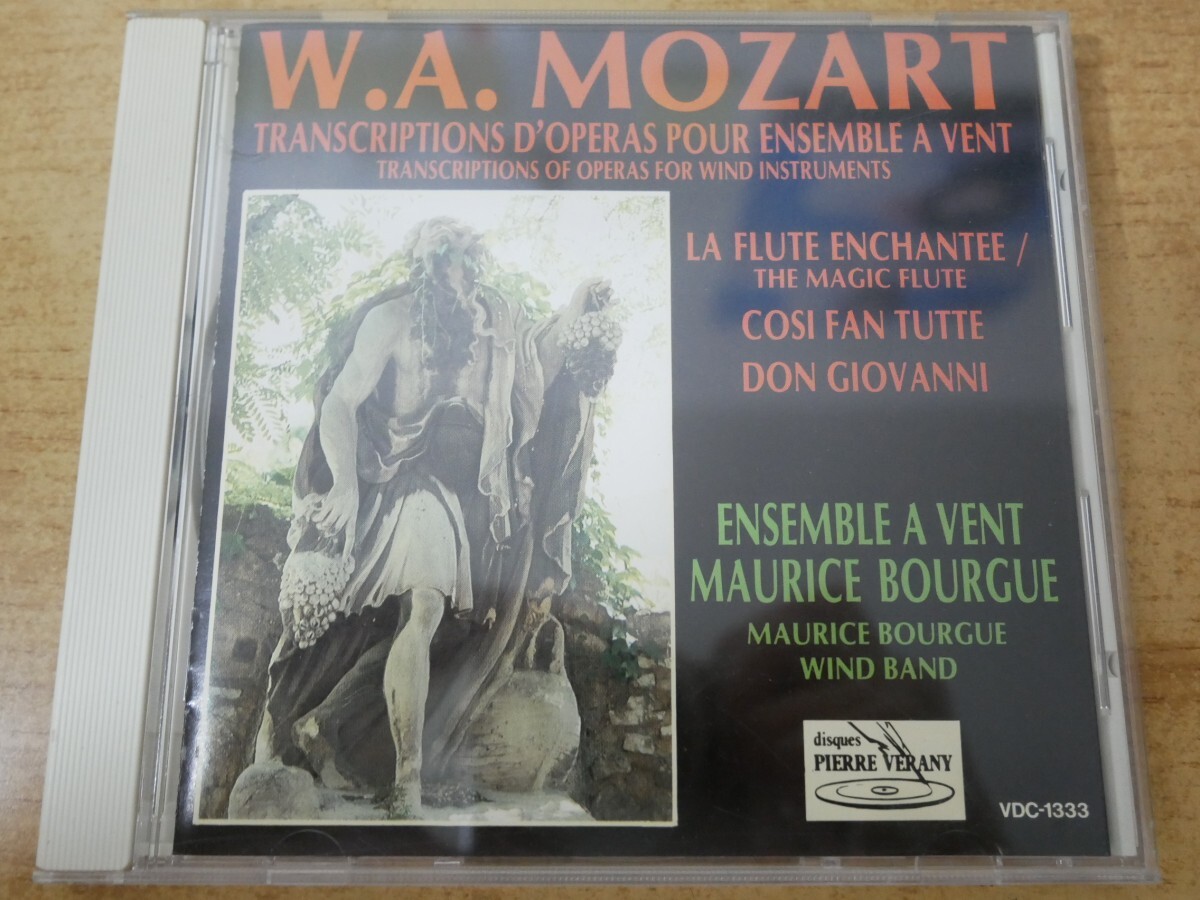 W.A. MOZART
TRANSCRIPTIONS D'OPERAS POUR ENSEMBLE A VENT
TRANSCRIPTIONS OF OPERAS FOR WIND INSTRUMENTS
LA FLUTE ENCHANTEE /
THE MAGIC FLUTE
COSI FAN TUTTE
DON GIOVANNI
ENSEMBLE A VENT
MAURICE BOURGUE
MAURICE BOURGUE
WIND BAND
disques
PIERRE VERANY
VDC-1333